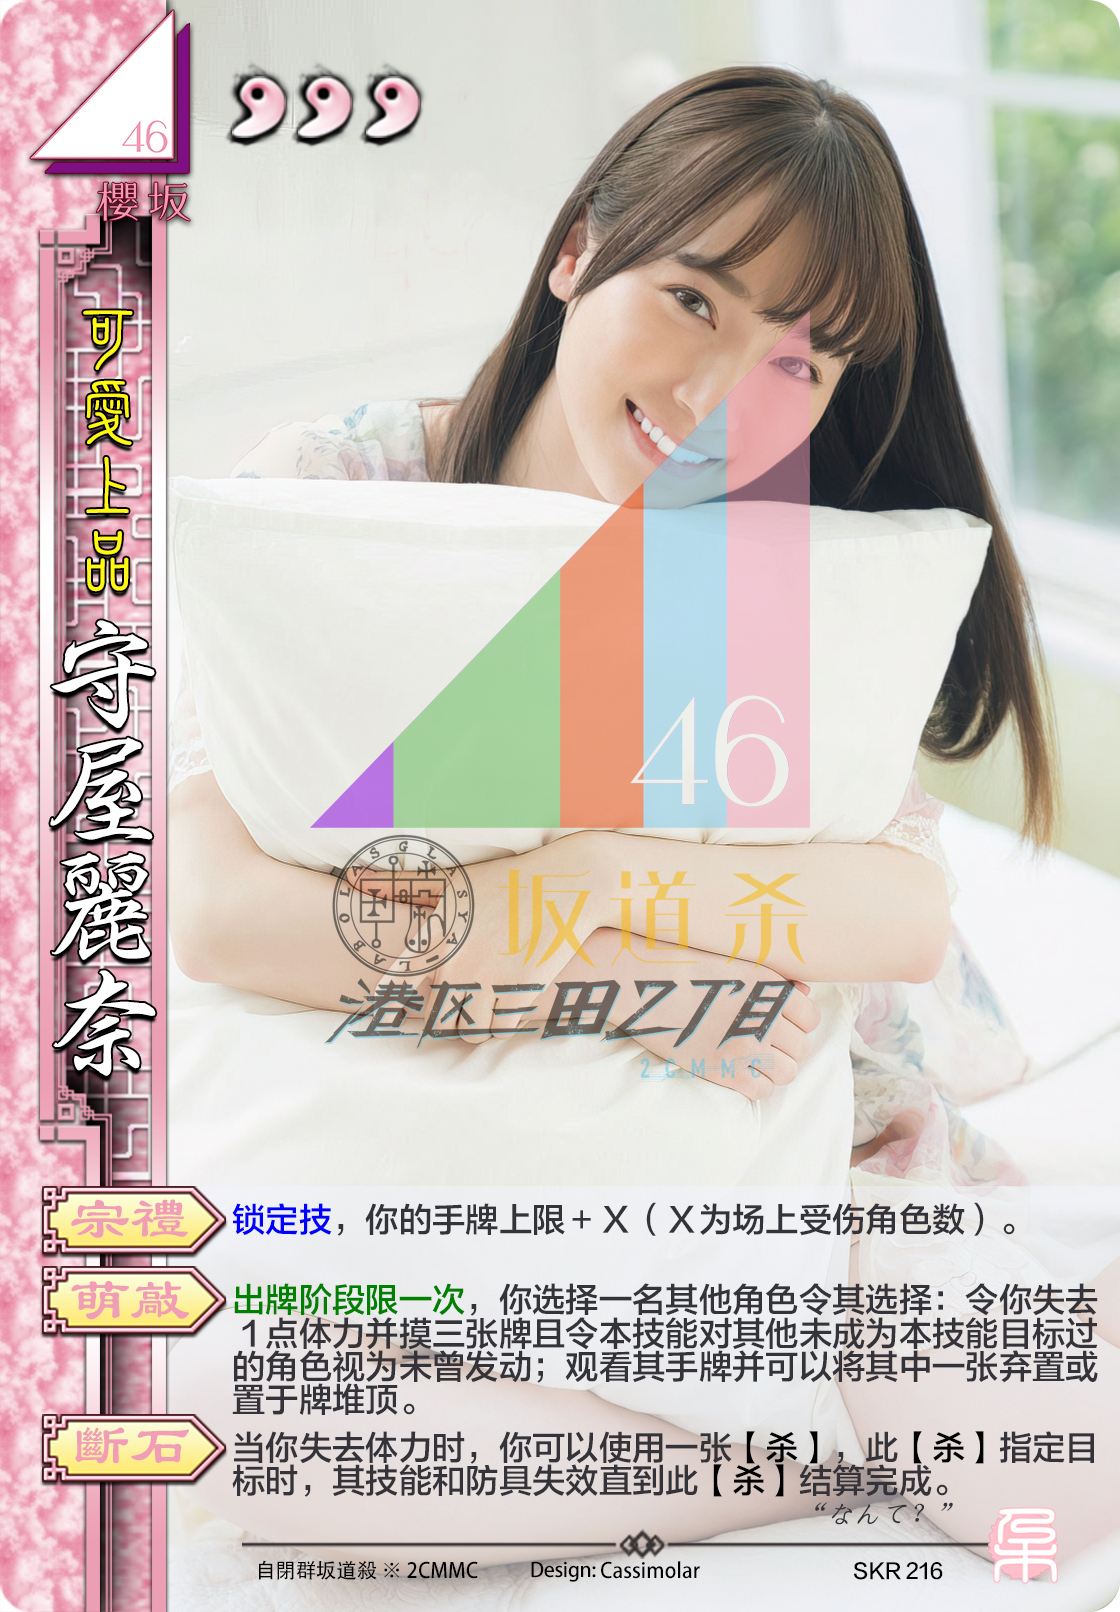 46
櫻坂
可愛上品
守屋麗奈
46
GLASYA-LABOLAS
坂道杀
港区三田2丁目
2CMMC
宗禮
锁定技，你的手牌上限＋Ｘ（Ｘ为场上受伤角色数）。
萌敲
出牌阶段限一次，你选择一名其他角色令其选择：令你失去
１点体力并摸三张牌且令本技能对其他未成为本技能目标过
的角色视为未曾发动；观看其手牌并可以将其中一张弃置或
置于牌堆顶。
斷石
当你失去体力时，你可以使用一张【杀】，此【杀】指定目
标时，其技能和防具失效直到此【杀】结算完成。
“なんて？”
自閉群坂道殺 ※ 2CMMC
Design: Cassimolar
SKR 216